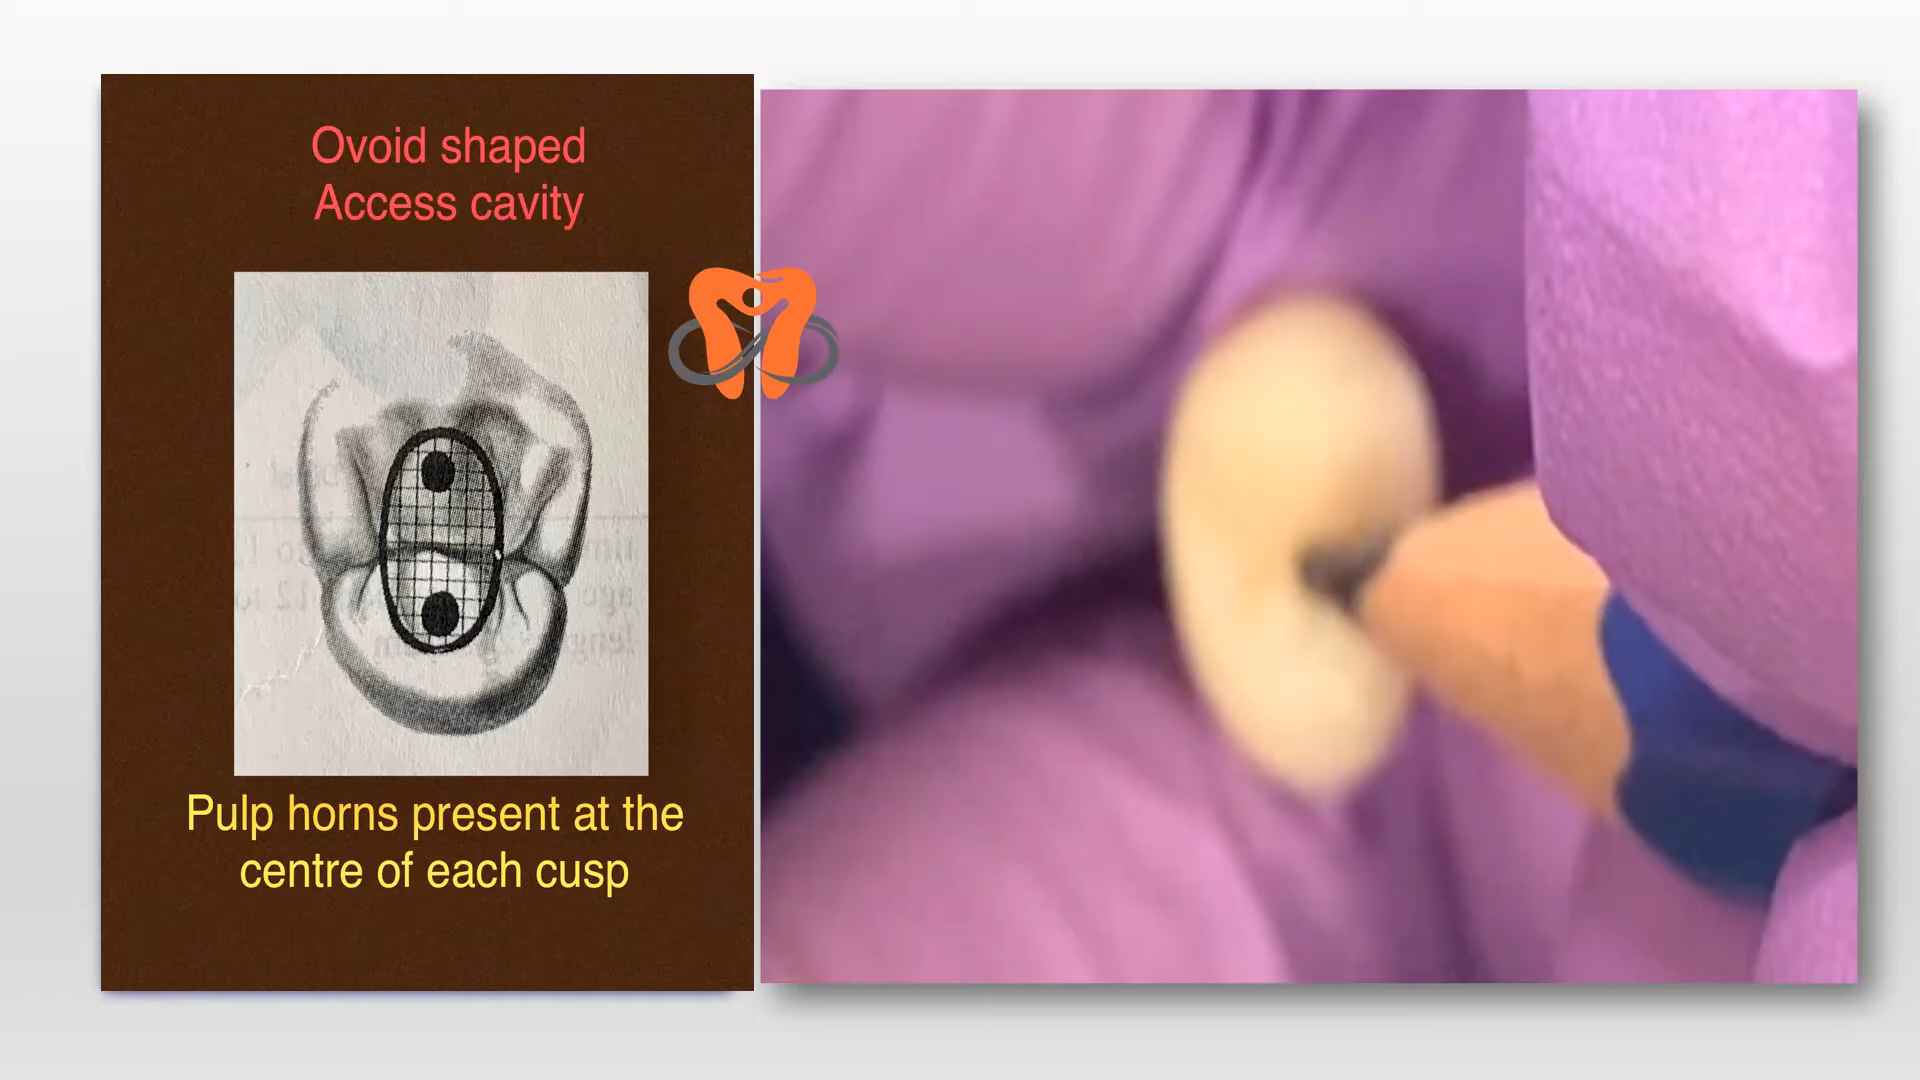 Ovoid shaped
Access cavity
Pulp horns present at the
centre of each cusp